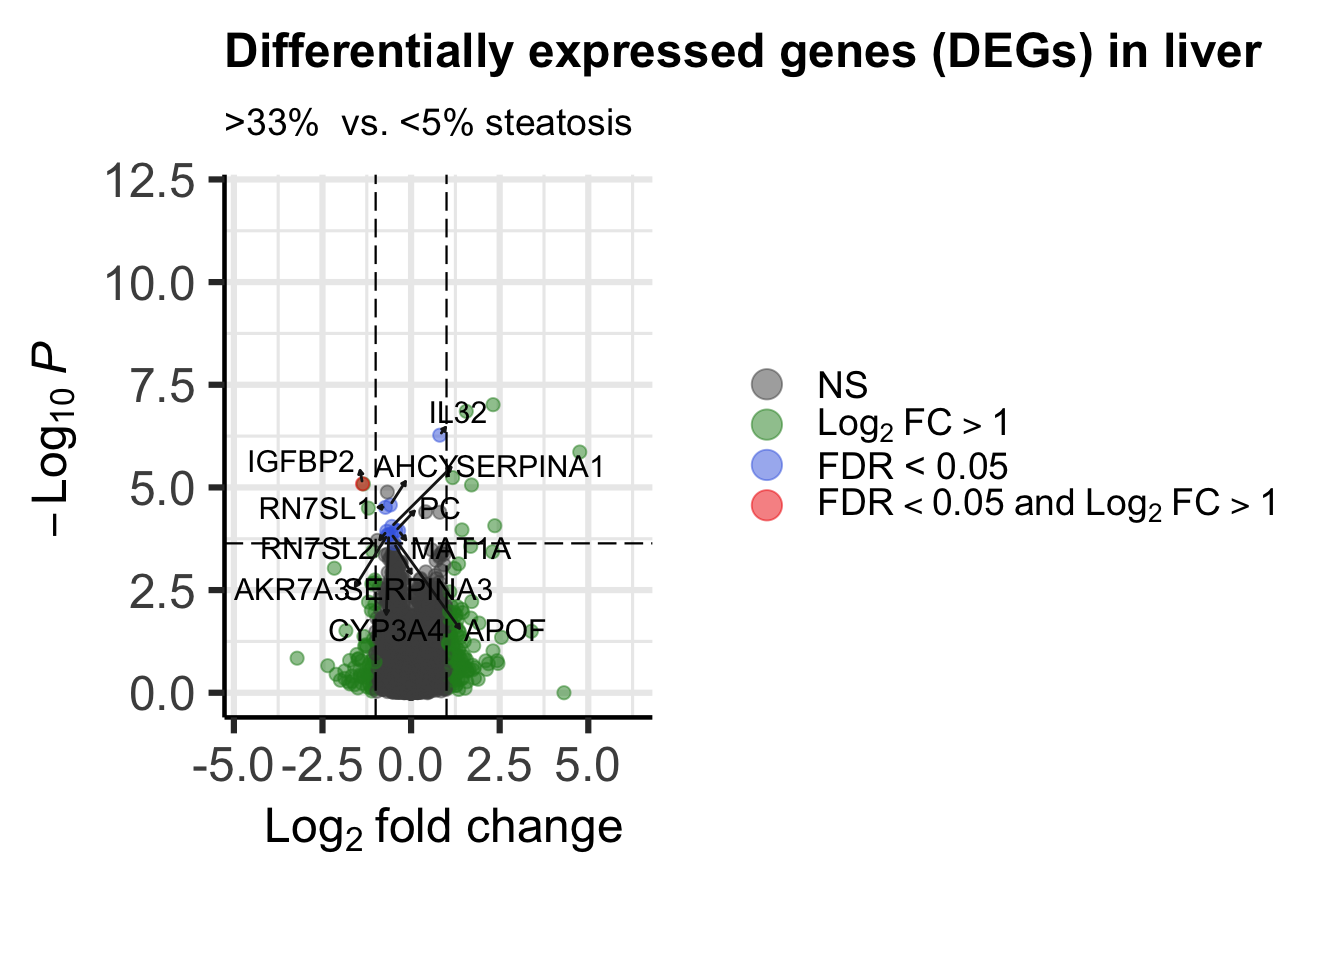 Differentially expressed genes (DEGs) in liver
>33% vs. <5% steatosis
12.5
10.0
7.5
5.0
2.5
0.0
−Log10 P
IL32
IGFBP2
AHCY
SERPINA1
RN7SL1
PC
RN7SL2
MAT1A
AKR7A3
SERPINA3
CYP3A4
APOF
-5.0 -2.5 0.0 2.5 5.0
Log2 fold change
NS
Log2 FC > 1
FDR < 0.05
FDR < 0.05 and Log2 FC > 1